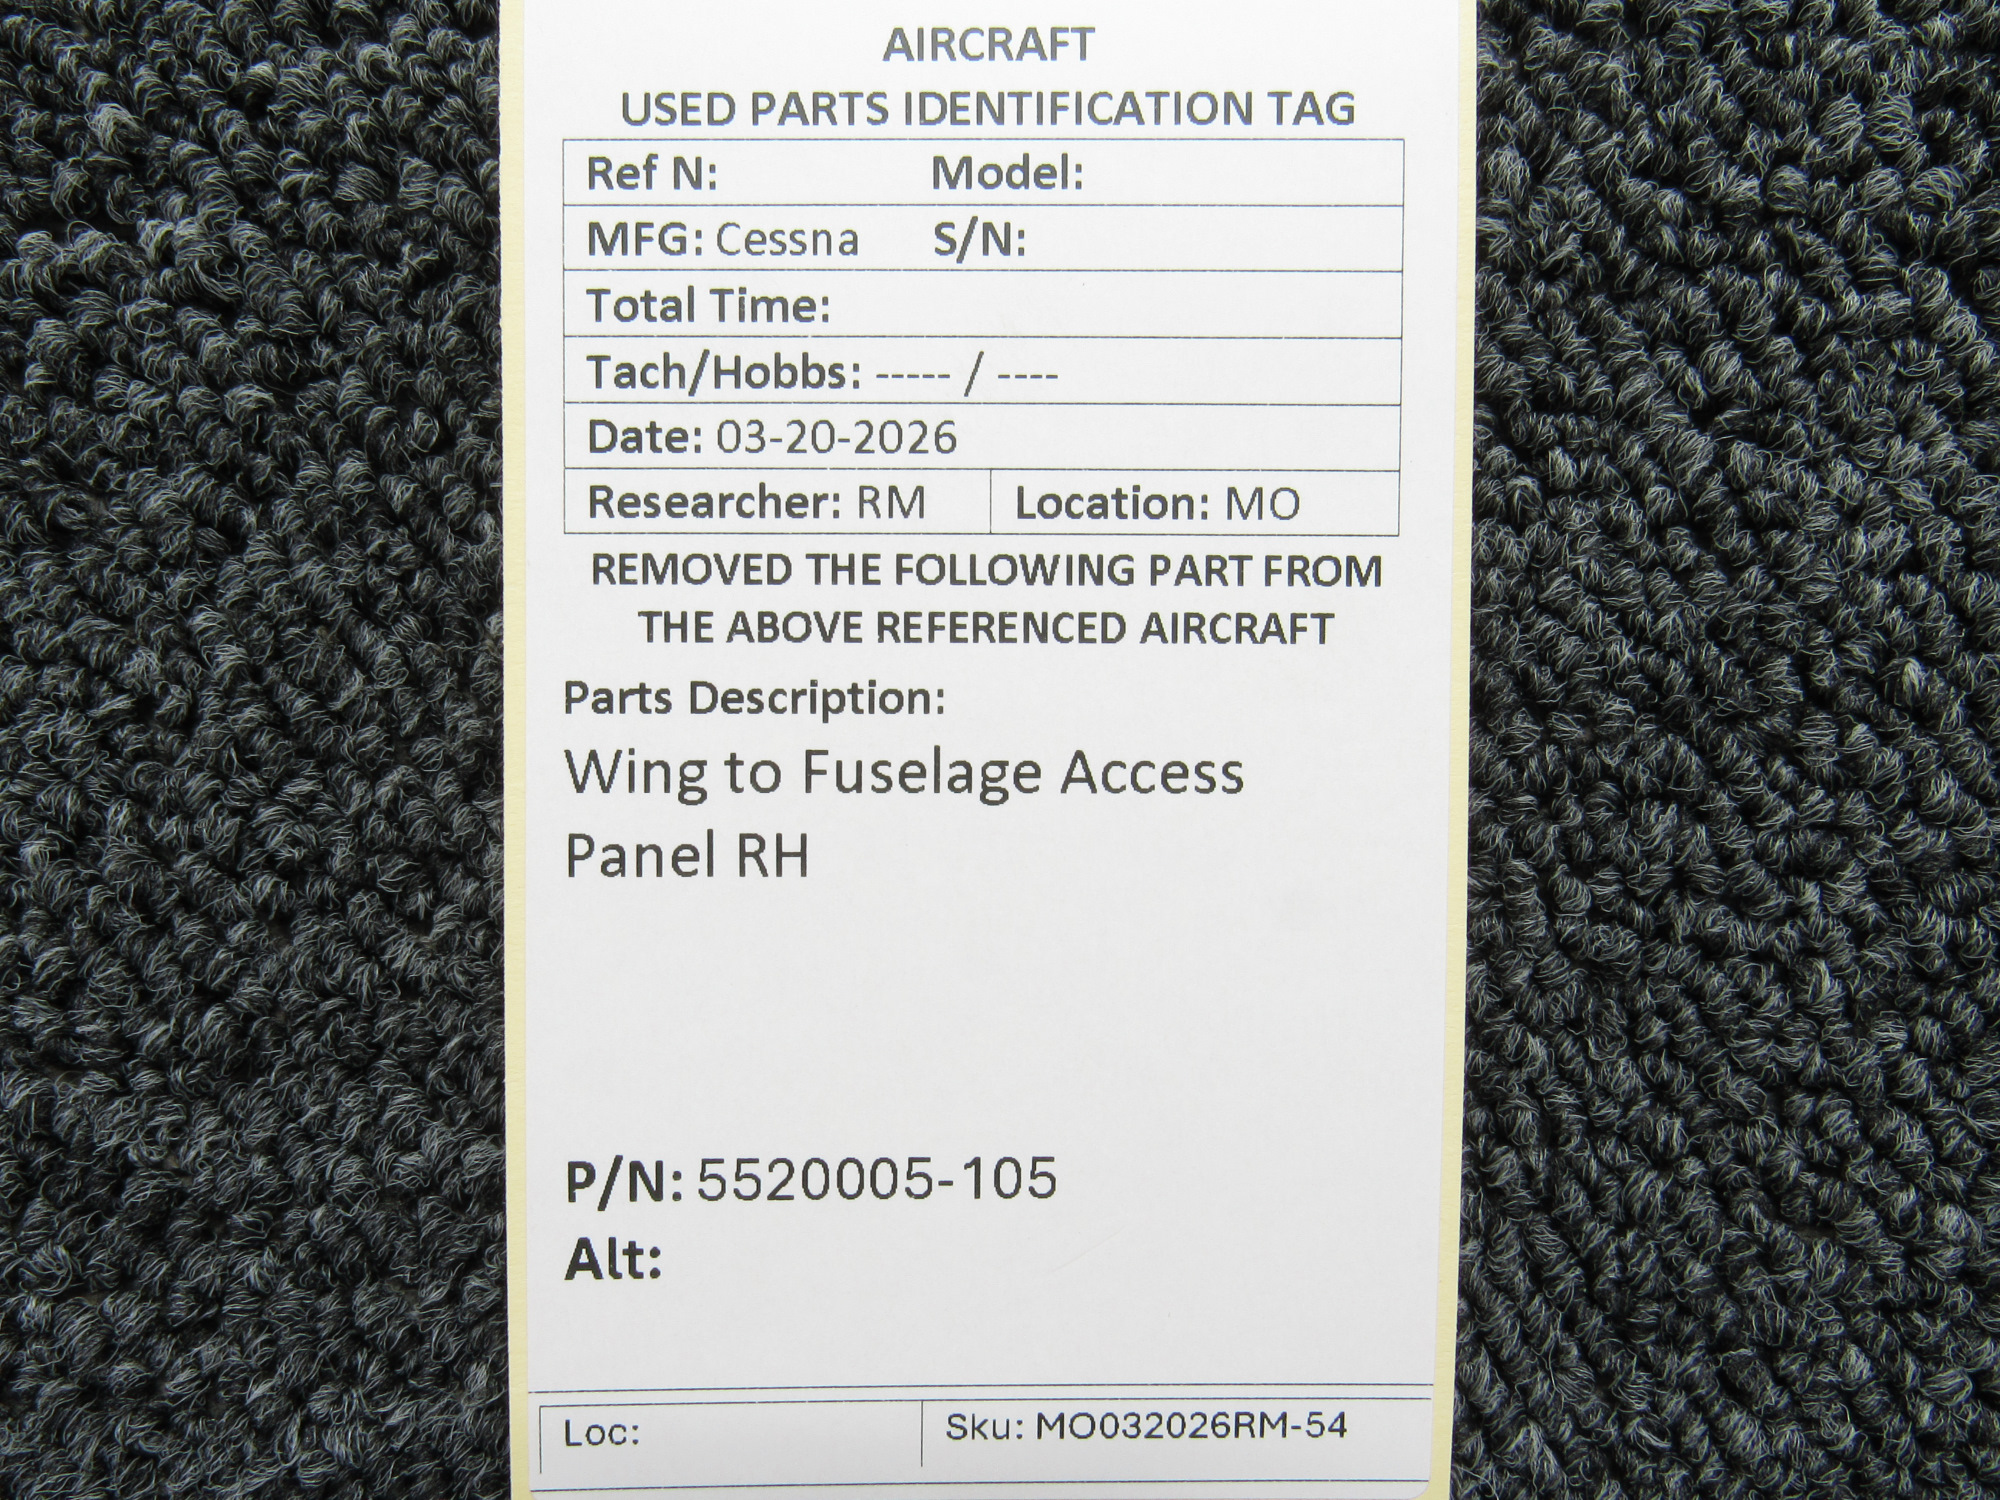 AIRCRAFT
USED PARTS IDENTIFICATION TAG
Ref N: Model:
MFG: Cessna S/N:
Total Time:
Tach/Hobbs: ----- / ----
Date: 03-20-2026
Researcher: RM Location: MO
REMOVED THE FOLLOWING PART FROM
THE ABOVE REFERENCED AIRCRAFT
Parts Description:
Wing to Fuselage Access
Panel RH
P/N: 5520005-105
Alt:
Loc: Sku: MO032026RM-54